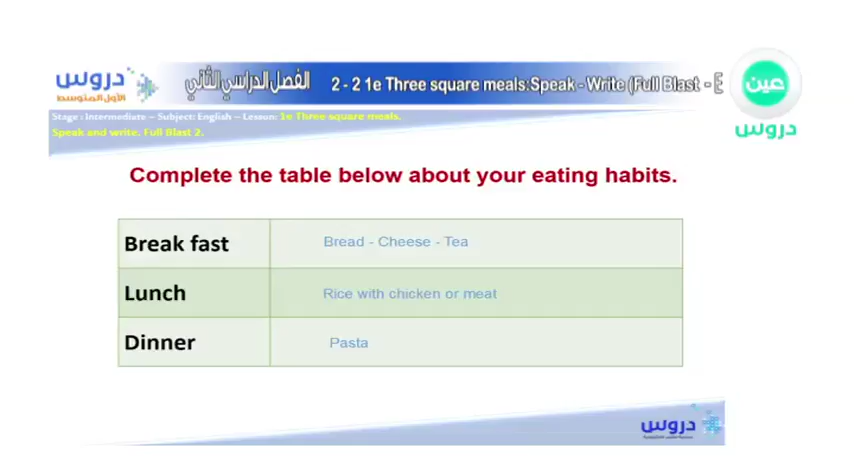 دروس
الأول المتوسط
الفصل الدراسي الثاني
2 - 2 1e Three square meals:Speak - Write (Full Blast - E
عين
دروس
Stage : Intermediate – Subject: English – Lesson: 1e Three square meals.
Speak and write. Full Blast 2.
Complete the table below about your eating habits.
Break fast Bread - Cheese - Tea
Lunch Rice with chicken or meat
Dinner Pasta
دروس